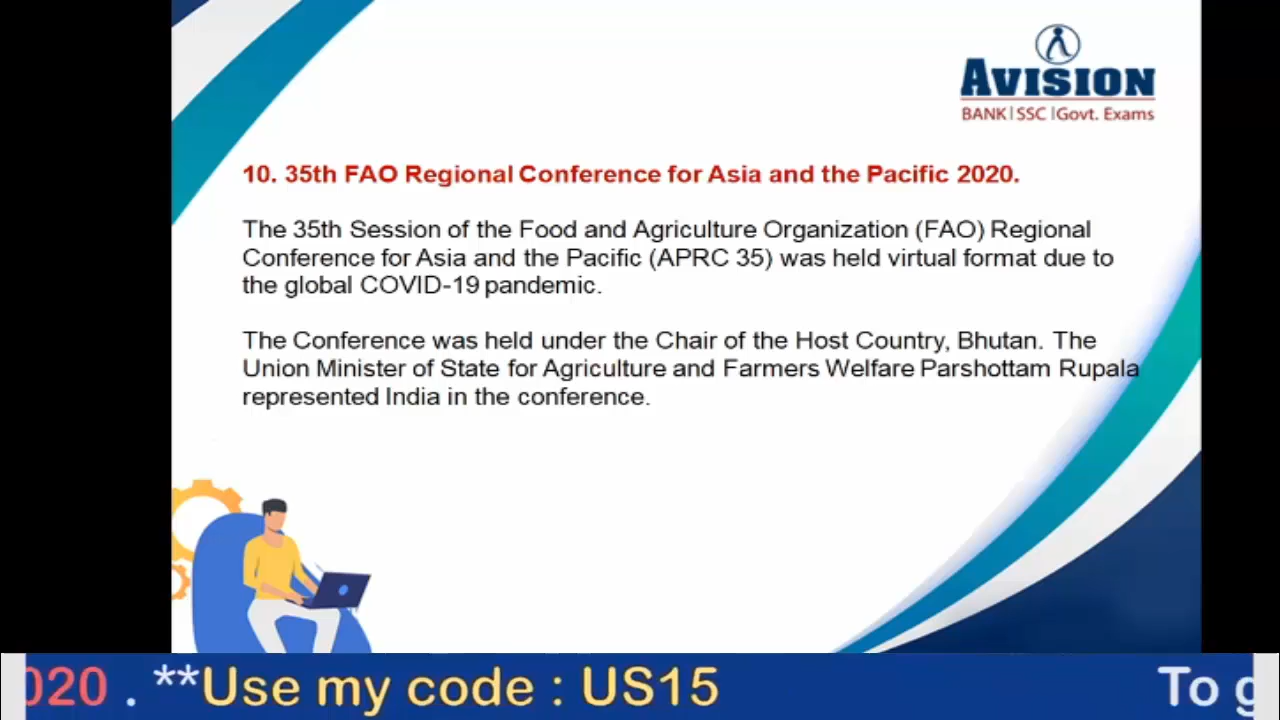 AVISION
BANK|SSC|Govt. Exams
10. 35th FAO Regional Conference for Asia and the Pacific 2020.
The 35th Session of the Food and Agriculture Organization (FAO) Regional
Conference for Asia and the Pacific (APRC 35) was held virtual format due to
the global COVID-19 pandemic.
The Conference was held under the Chair of the Host Country, Bhutan. The
Union Minister of State for Agriculture and Farmers Welfare Parshottam Rupala
represented India in the conference.
020 . **Use my code : US15 To g